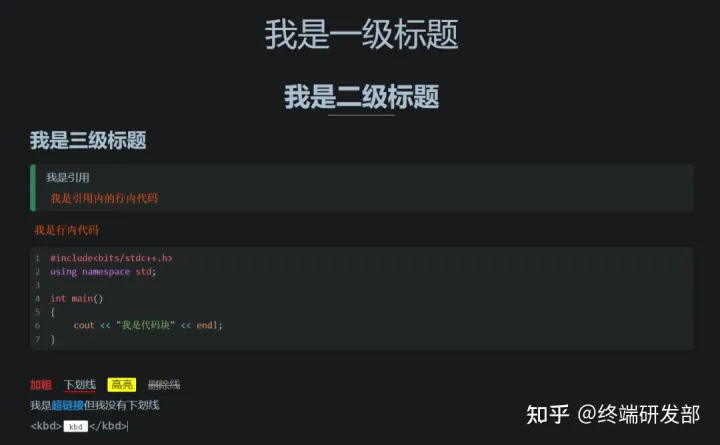 我是一级标题
我是二级标题
我是三级标题
我是引用
我是引用内的行内代码
我是行内代码
1 #include<bits/stdc++.h>
2 using namespace std;
3
4 int main()
5 {
6     cout << "我是代码块" << endl;
7 }
加粗 下划线 高亮 删除线
我是超链接但我没有下划线
<kbd> kbd </kbd>
知乎 @终端研发部